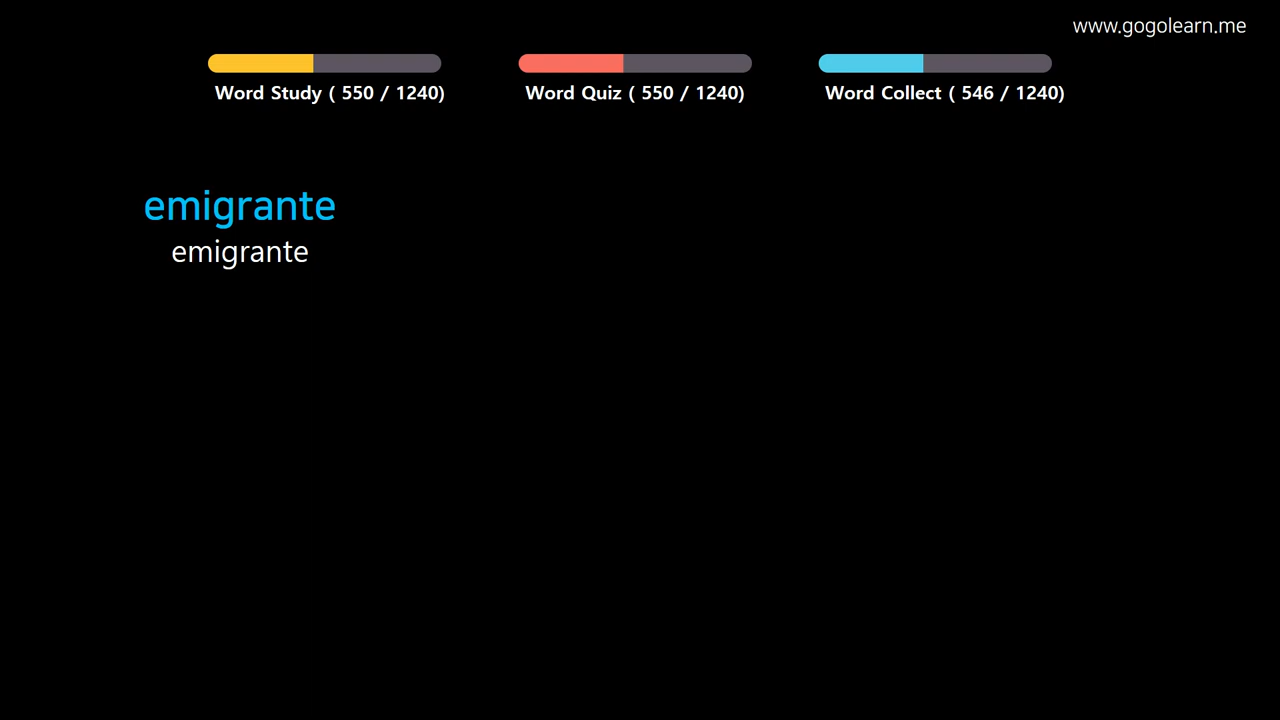 www.gogolearn.me
Word Study ( 550 / 1240)
Word Quiz ( 550 / 1240)
Word Collect ( 546 / 1240)
emigrante
emigrante